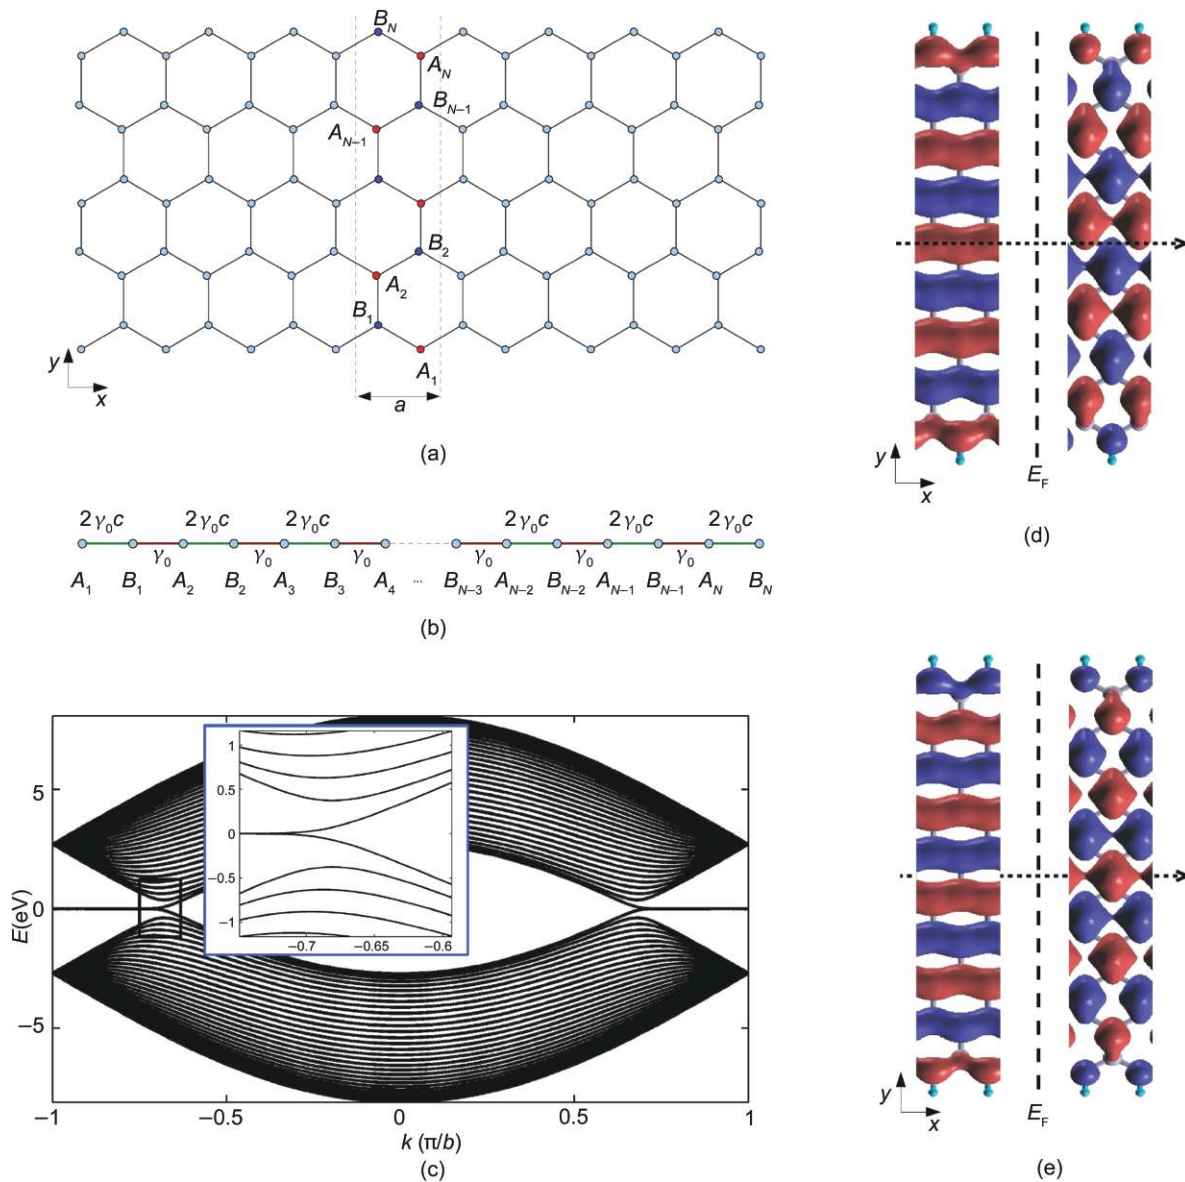 B_N
A_N
B_{N–1}
A_{N–1}
B_2
A_2
B_1
A_1
y
x
a
(a)
2γ_0c 2γ_0c 2γ_0c 2γ_0c 2γ_0c 2γ_0c
γ_0 γ_0 γ_0 γ_0 γ_0 γ_0
A_1 B_1 A_2 B_2 A_3 B_3 A_4 ... B_{N–3} A_{N–2} B_{N–2} A_{N–1} B_{N–1} A_N B_N
(b)
E(eV)
5
0
–5
–1 –0.5 0 0.5 1
k (π/b)
1
0.5
0
–0.5
–1
–0.7 –0.65 –0.6
(c)
y
x
E_F
(d)
y
x
E_F
(e)